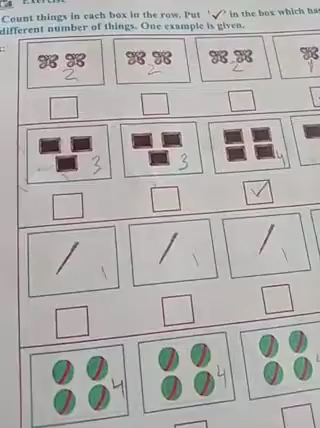 Count things in each box in the row. Put '✓' in the box which has
different number of things. One example is given.
2 2 2
3 3 4
1 1 1
4 4